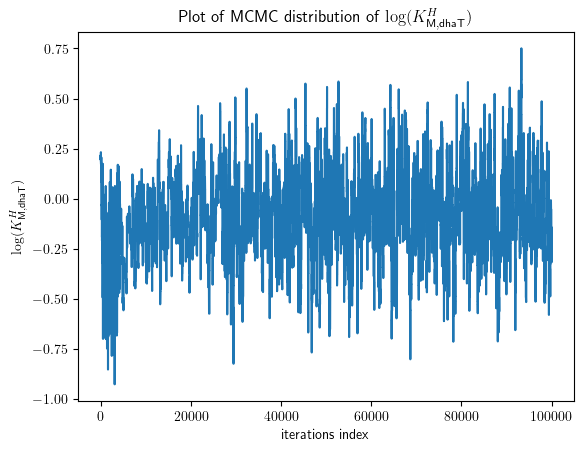 Plot of MCMC distribution of log(K^H_{M,dhaT})
log(K^H_{M,dhaT})
0.75
0.50
0.25
0.00
−0.25
−0.50
−0.75
−1.00
0 20000 40000 60000 80000 100000
iterations index